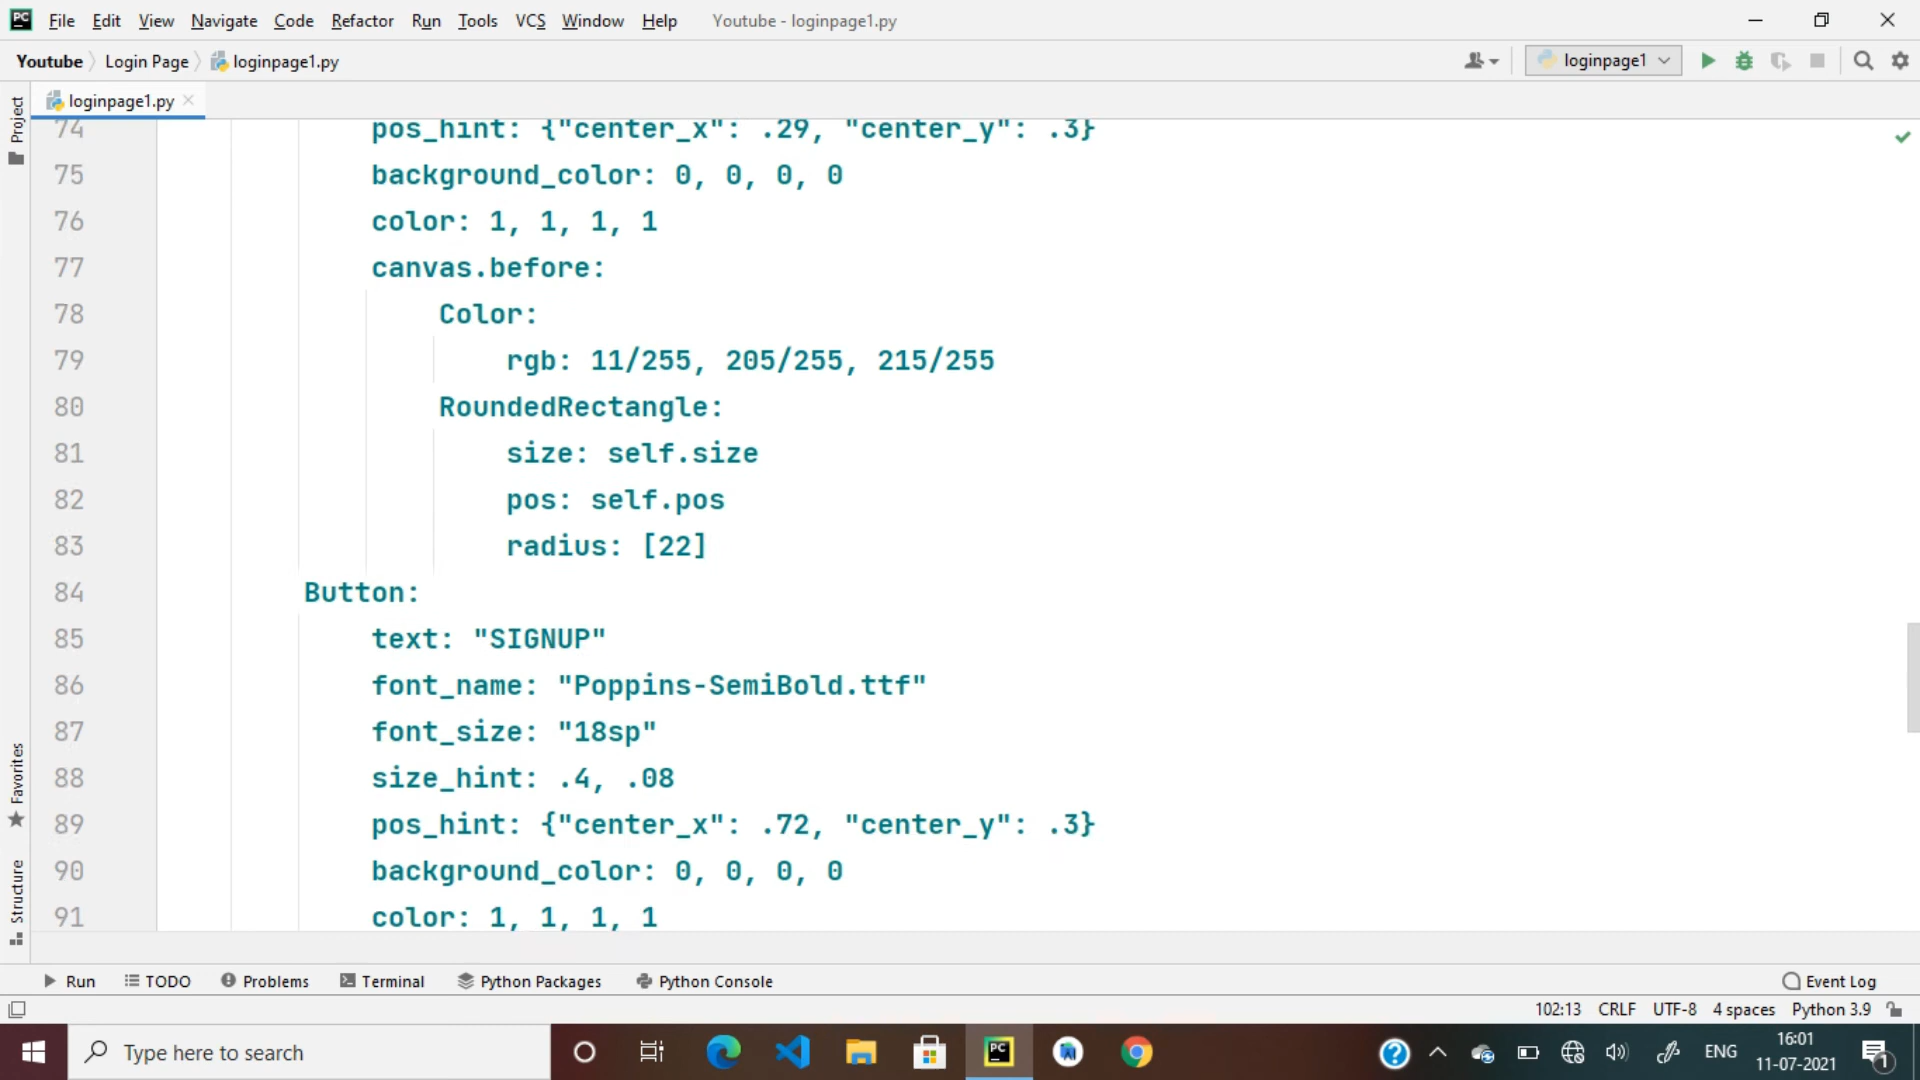 PC File Edit View Navigate Code Refactor Run Tools VCS Window Help Youtube - loginpage1.py
Youtube Login Page loginpage1.py loginpage1
loginpage1.py
Project
74 pos_hint: {"center_x": .29, "center_y": .3}
75 background_color: 0, 0, 0, 0
76 color: 1, 1, 1, 1
77 canvas.before:
78 Color:
79 rgb: 11/255, 205/255, 215/255
80 RoundedRectangle:
81 size: self.size
82 pos: self.pos
83 radius: [22]
84 Button:
85 text: "SIGNUP"
86 font_name: "Poppins-SemiBold.ttf"
87 font_size: "18sp"
88 size_hint: .4, .08
89 pos_hint: {"center_x": .72, "center_y": .3}
90 background_color: 0, 0, 0, 0
91 color: 1, 1, 1, 1
Favorites
Structure
Run TODO Problems Terminal Python Packages Python Console Event Log
102:13 CRLF UTF-8 4 spaces Python 3.9
Type here to search PC ENG 16:01
11-07-2021 1